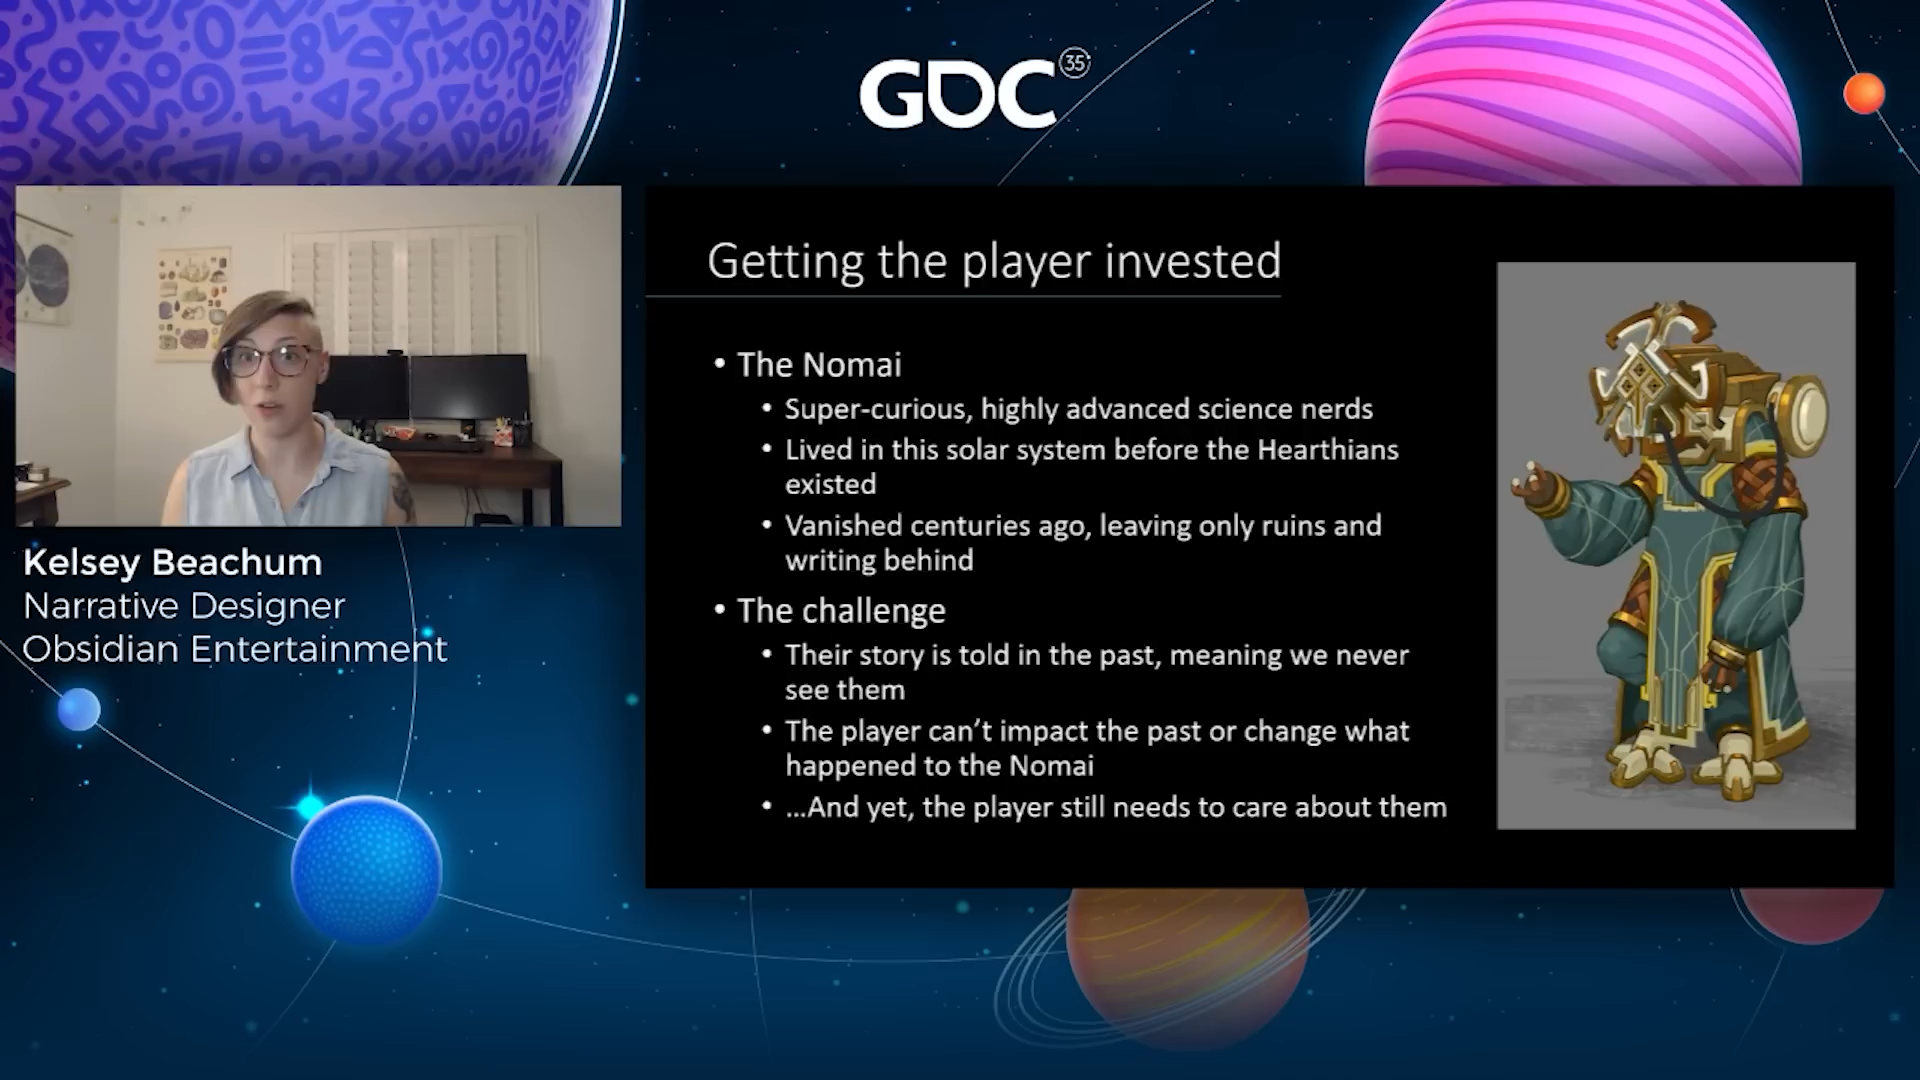 GDC 35
Kelsey Beachum
Narrative Designer
Obsidian Entertainment
Getting the player invested
• The Nomai
• Super-curious, highly advanced science nerds
• Lived in this solar system before the Hearthians
existed
• Vanished centuries ago, leaving only ruins and
writing behind
• The challenge
• Their story is told in the past, meaning we never
see them
• The player can’t impact the past or change what
happened to the Nomai
• …And yet, the player still needs to care about them